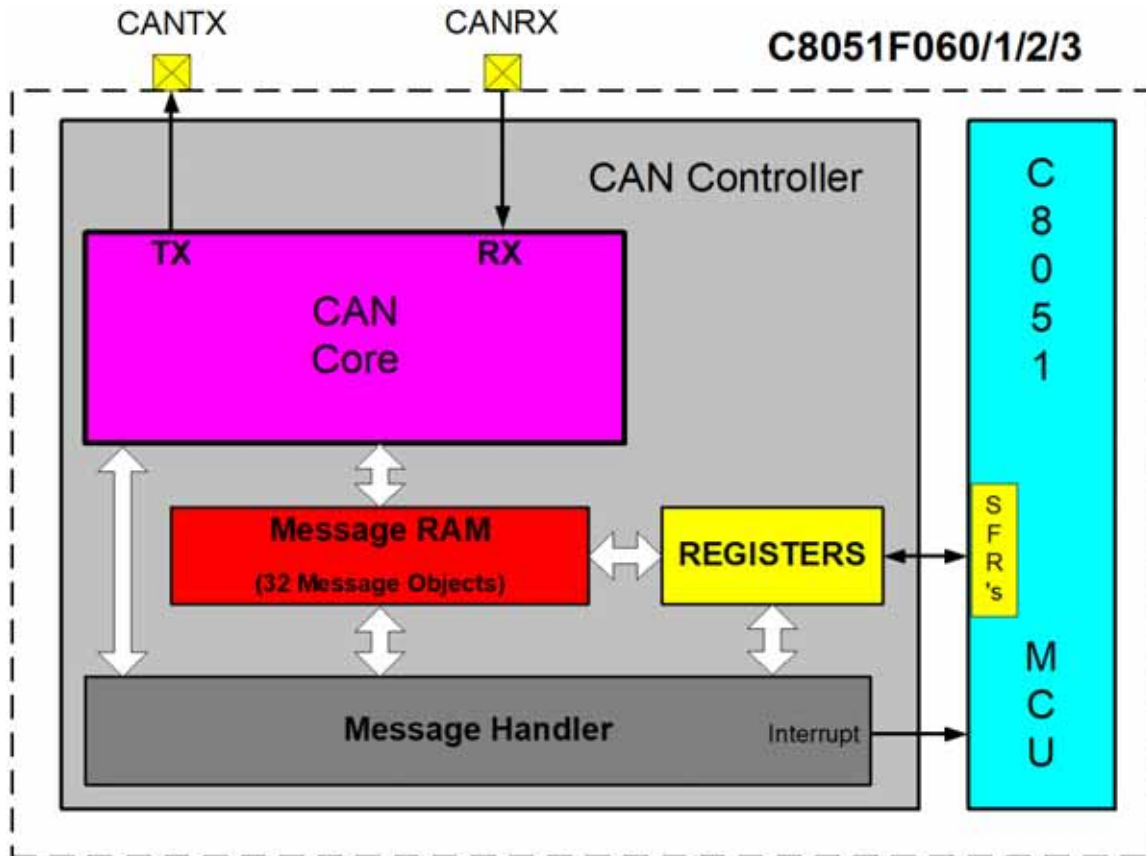 CANTX
CANRX
C8051F060/1/2/3
CAN Controller
TX
RX
CAN
Core
Message RAM
(32 Message Objects)
REGISTERS
Message Handler
Interrupt
C
8
0
5
1
S
F
R
's
M
C
U